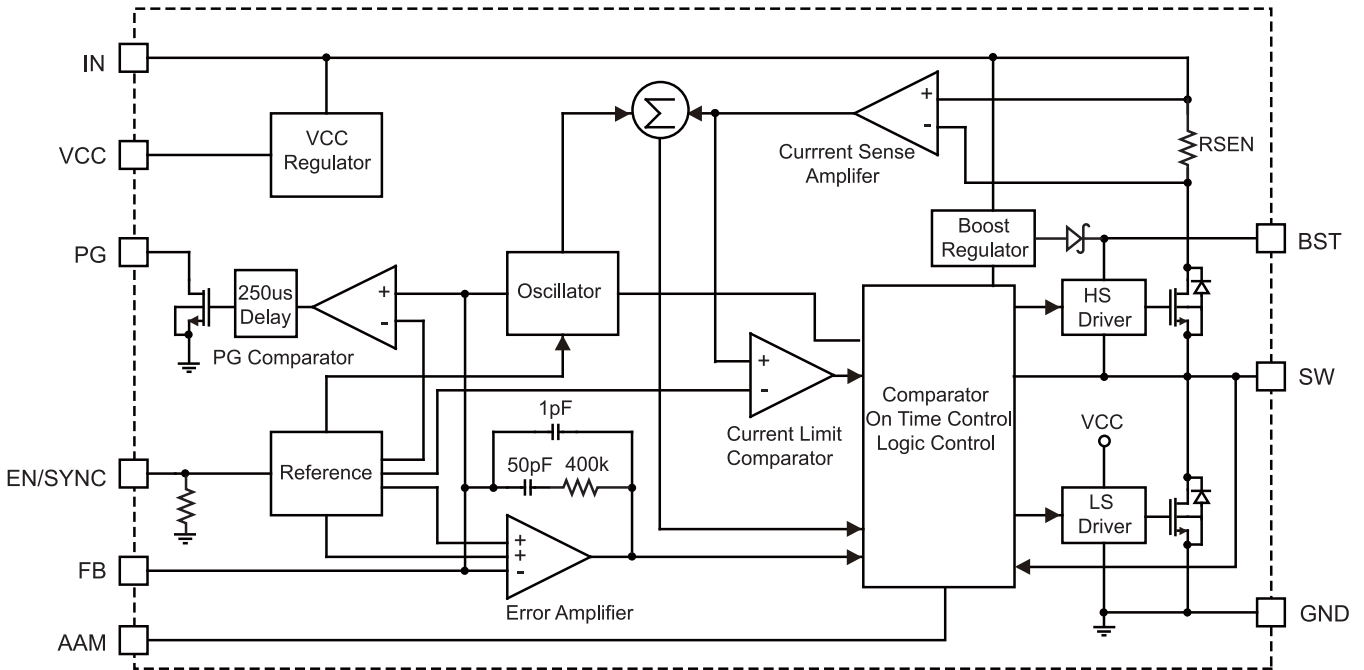 IN
VCC
PG
EN/SYNC
FB
AAM
VCC
Regulator
Σ
+
-
Currrent Sense
Amplifer
RSEN
Boost
Regulator
BST
250us
Delay
+
-
PG Comparator
Oscillator
HS
Driver
SW
+
-
Current Limit
Comparator
Comparator
On Time Control
Logic Control
VCC
LS
Driver
Reference
1pF
50pF
400k
+
+
-
Error Amplifier
GND